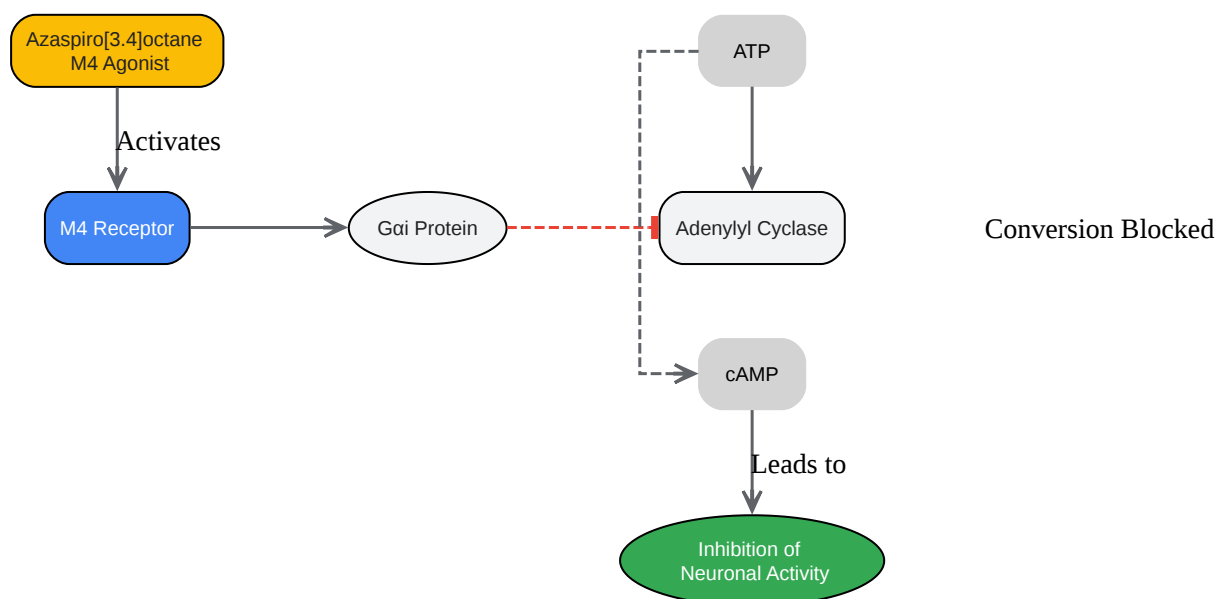 Azaspiro[3.4]octane
M4 Agonist
ATP
Activates
M4 Receptor
Gαi Protein
Adenylyl Cyclase
Conversion Blocked
cAMP
Leads to
Inhibition of
Neuronal Activity